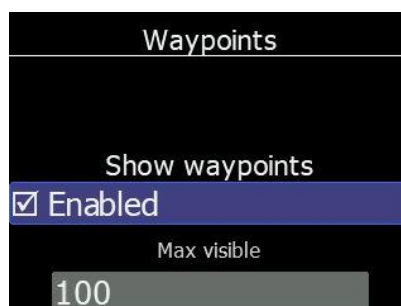 Waypoints
Show waypoints
Enabled
Max visible
100